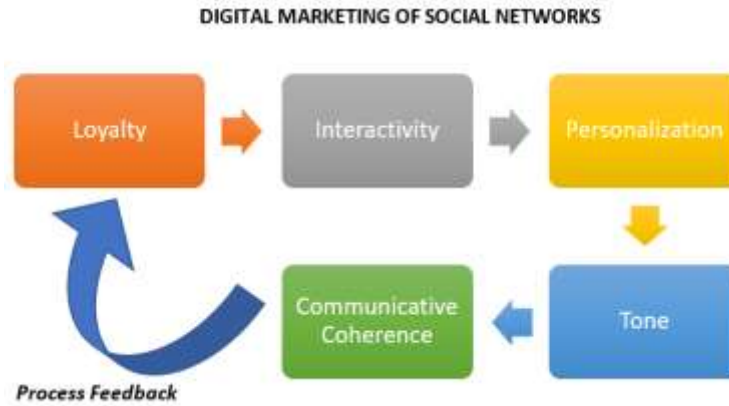 DIGITAL MARKETING OF SOCIAL NETWORKS
Loyalty
Interactivity
Personalization
Tone
Communicative
Coherence
Process Feedback